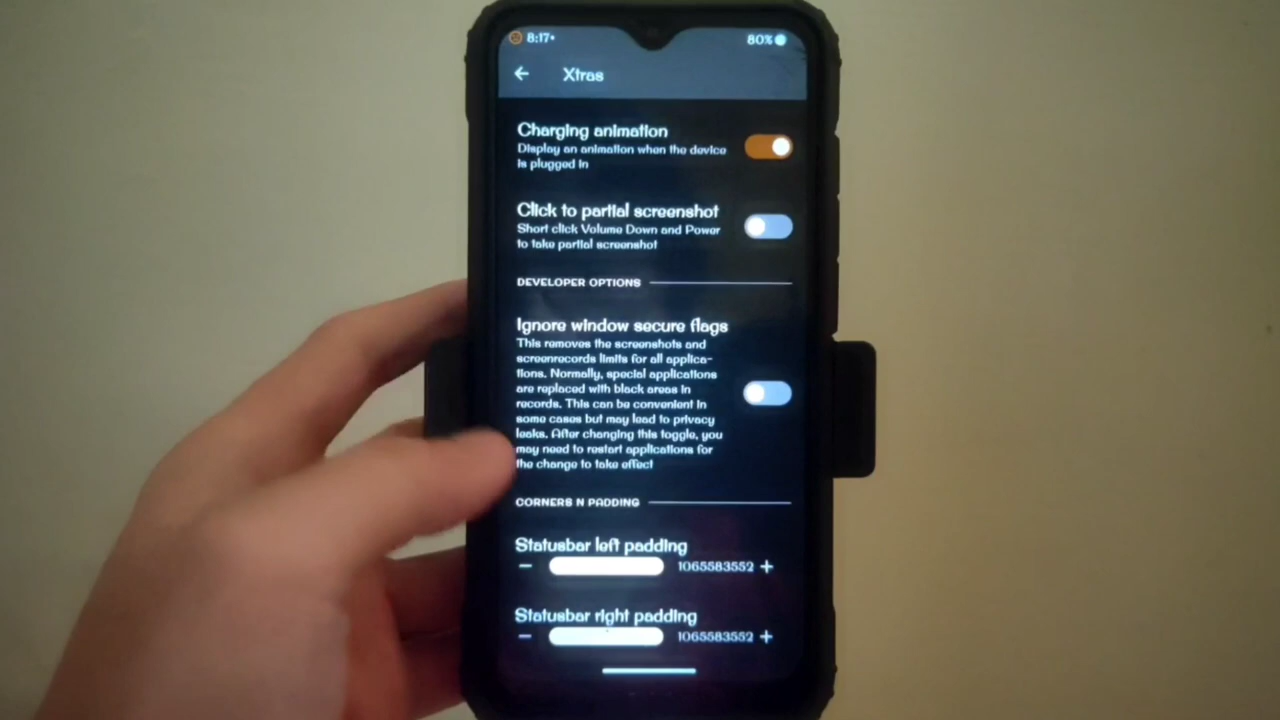 8:17•
80%
Xtras
Charging animation
Display an animation when the device
is plugged in
Click to partial screenshot
Short click Volume Down and Power
to take partial screenshot
DEVELOPER OPTIONS
Ignore window secure flags
This removes the screenshots and
screenrecords limits for all applica-
tions. Normally, special applications
are replaced with black areas in
records. This can be convenient in
some cases but may lead to privacy
leaks. After changing this toggle, you
may need to restart applications for
the change to take effect
CORNERS N PADDING
Statusbar left padding
− 1065583552 +
Statusbar right padding
− 1065583552 +